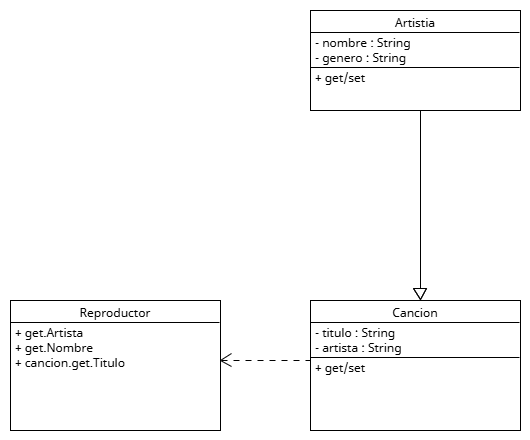 Artistia
- nombre : String
- genero : String
+ get/set
Reproductor
+ get.Artista
+ get.Nombre
+ cancion.get.Titulo
Cancion
- titulo : String
- artista : String
+ get/set